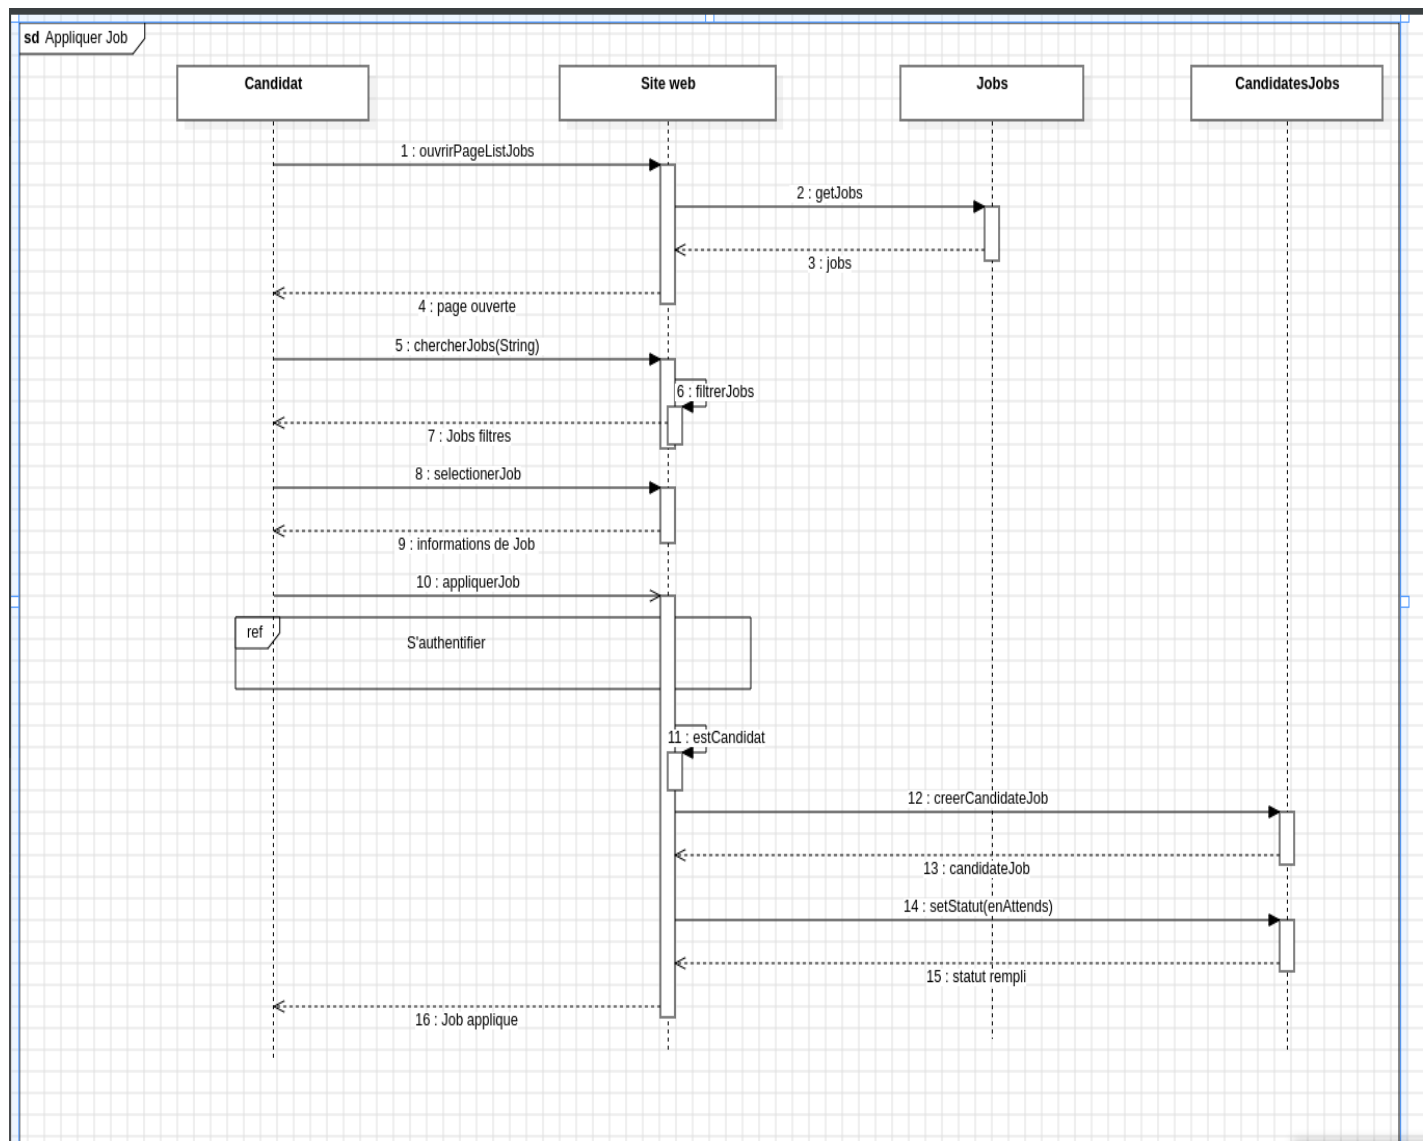 sd Appliquer Job
Candidat
Site web
Jobs
CandidatesJobs
1 : ouvrirPageListJobs
2 : getJobs
3 : jobs
4 : page ouverte
5 : chercherJobs(String)
6 : filtrerJobs
7 : Jobs filtres
8 : selectionerJob
9 : informations de Job
10 : appliquerJob
ref
S'authentifier
11 : estCandidat
12 : creerCandidateJob
13 : candidateJob
14 : setStatut(enAttends)
15 : statut rempli
16 : Job applique